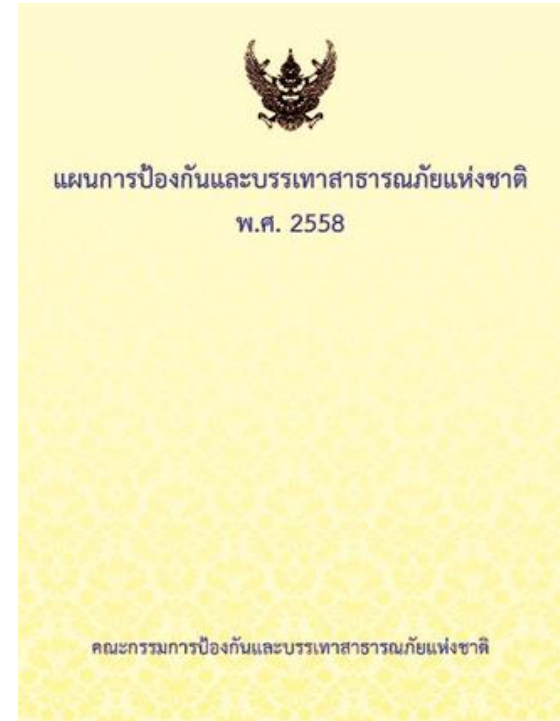 แผนการป้องกันและบรรเทาสาธารณภัยแห่งชาติ
พ.ศ. 2558
คณะกรรมการป้องกันและบรรเทาสาธารณภัยแห่งชาติ